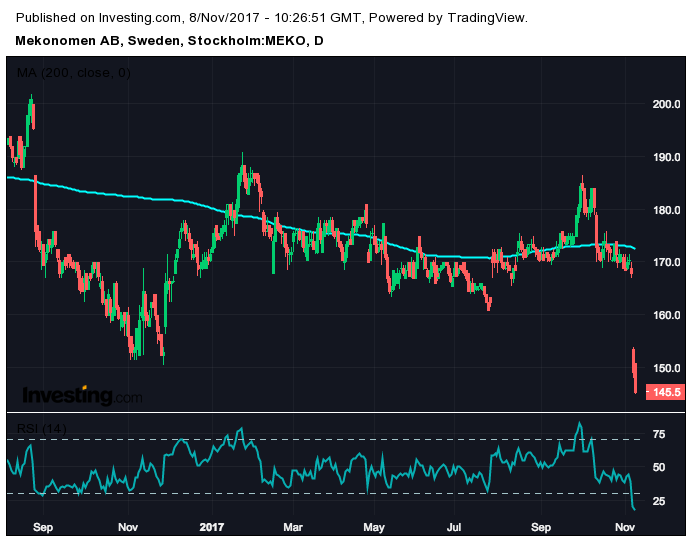 Published on Investing.com, 8/Nov/2017 - 10:26:51 GMT, Powered by TradingView.
Mekonomen AB, Sweden, Stockholm:MEKO, D
MA (200, close, 0)
200.0
190.0
180.0
170.0
160.0
150.0
145.5
Investing.com
RSI (14)
75
50
25
Sep Nov 2017 Mar May Jul Sep Nov